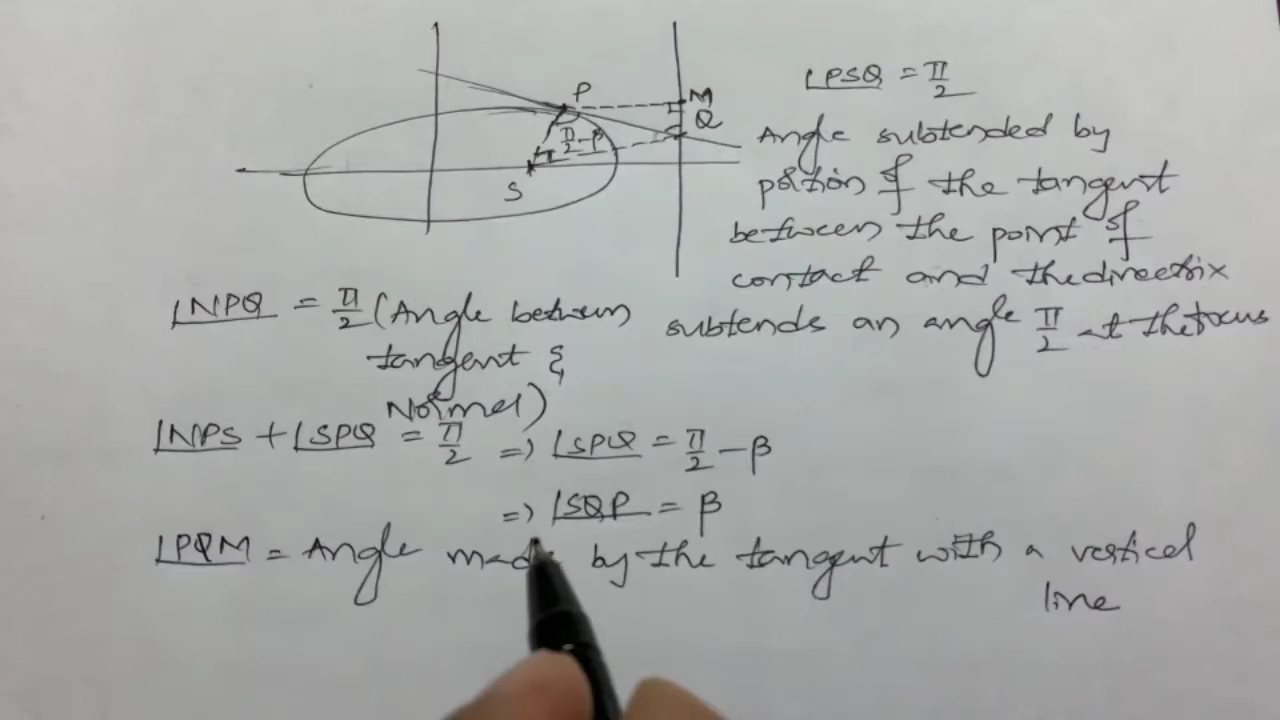 P
M
Q
π/2 - β
S
∠PSQ = π/2
Angle subtended by
portion of the tangent
between the point of
contact and the directrix
subtends an angle π/2 at the focus
∠NPQ = π/2 (Angle between
tangent &
Normal)
∠NPS + ∠SPQ = π/2 => ∠SPQ = π/2 - β
=> ∠SQP = β
∠PQM = Angle made by the tangent with a vertical
line